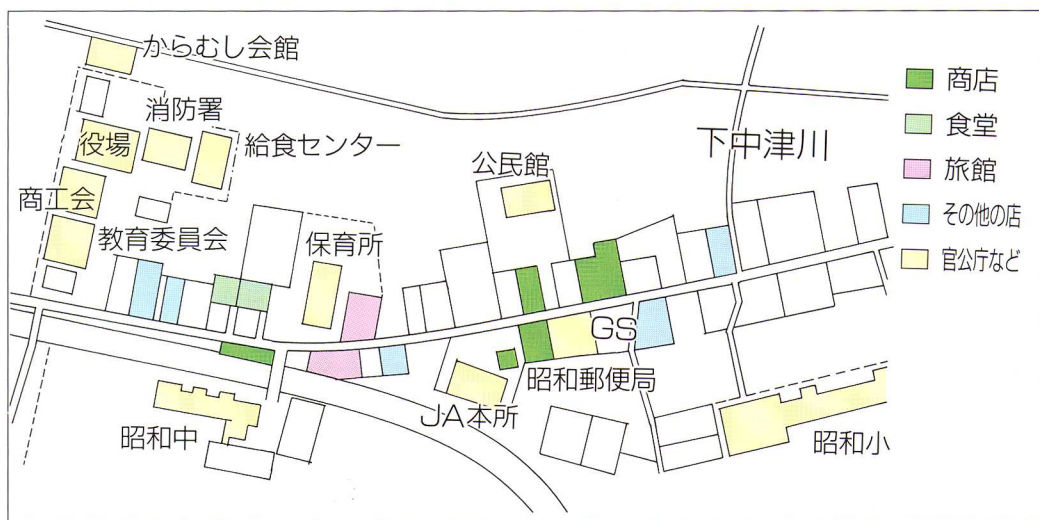 からむし会館
消防署
役場
給食センター
商工会
教育委員会
保育所
公民館
下中津川
GS
昭和郵便局
JA本所
昭和中
昭和小
商店
食堂
旅館
その他の店
官公庁など